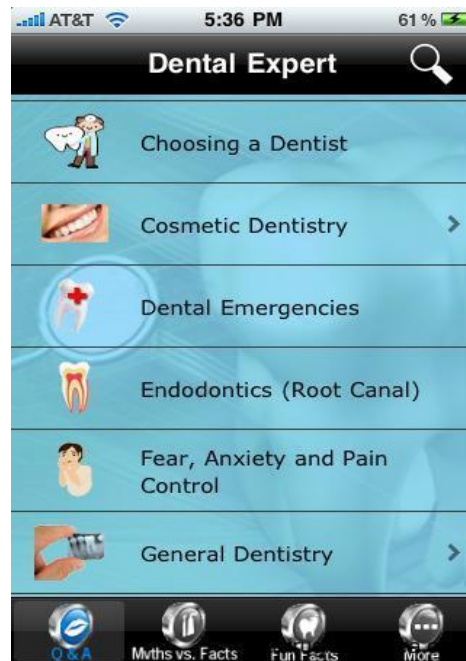 AT&T 5:36 PM 61 %
Dental Expert
Choosing a Dentist
Cosmetic Dentistry
Dental Emergencies
Endodontics (Root Canal)
Fear, Anxiety and Pain
Control
General Dentistry
Q & A Myths vs. Facts Fun Facts More